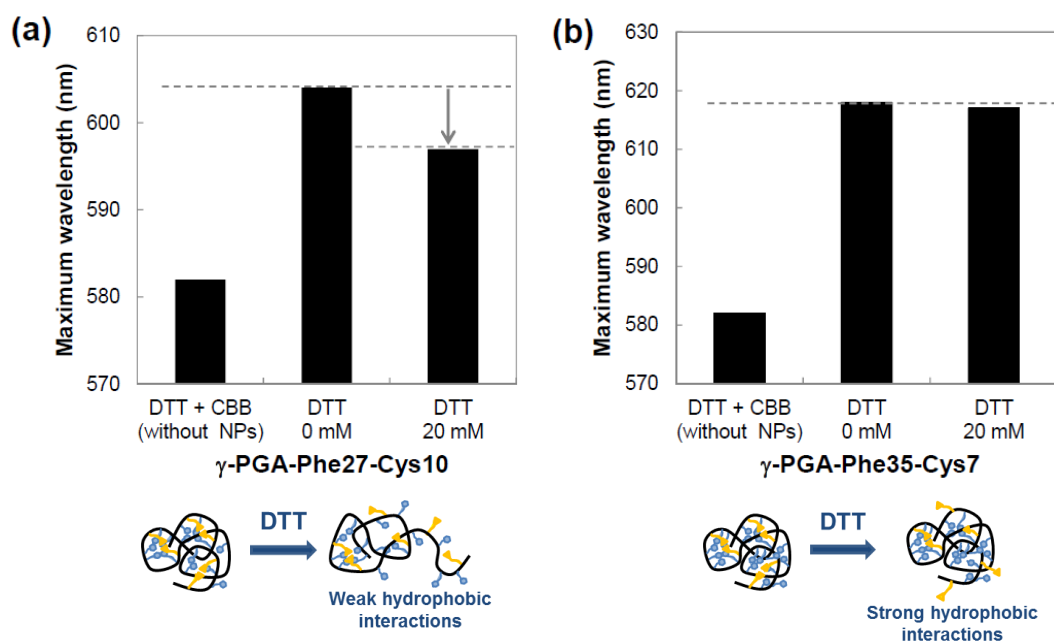 (a)
Maximum wavelength (nm)
610
600
590
580
570
DTT + CBB
(without NPs)
DTT
0 mM
DTT
20 mM
γ-PGA-Phe27-Cys10
DTT
Weak hydrophobic
interactions
(b)
Maximum wavelength (nm)
630
620
610
600
590
580
570
DTT + CBB
(without NPs)
DTT
0 mM
DTT
20 mM
γ-PGA-Phe35-Cys7
DTT
Strong hydrophobic
interactions